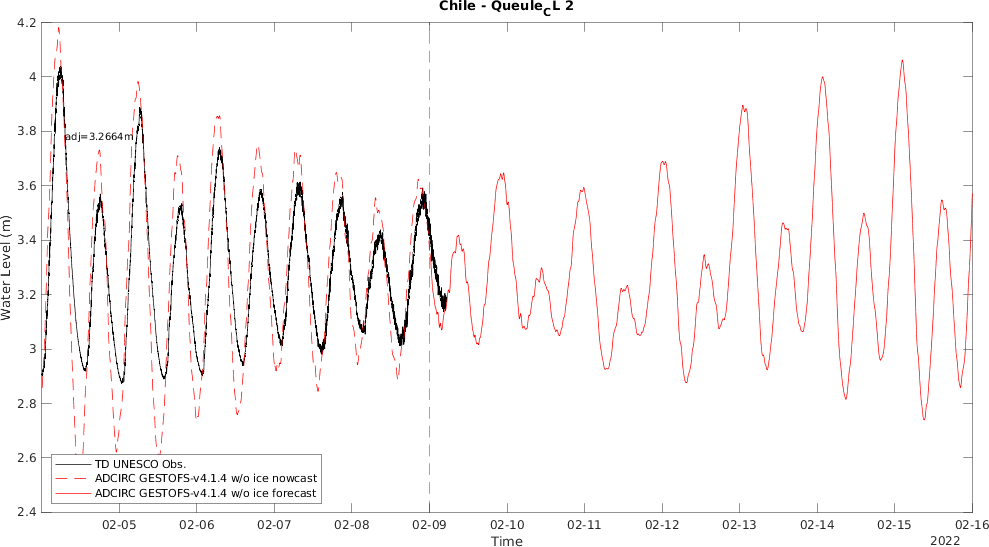 Chile - Queule_CL 2
4.2
4
3.8
3.6
3.4
3.2
3
2.8
2.6
2.4
Water Level (m)
adj=3.2664m
TD UNESCO Obs.
ADCIRC GESTOFS-v4.1.4 w/o ice nowcast
ADCIRC GESTOFS-v4.1.4 w/o ice forecast
02-05 02-06 02-07 02-08 02-09 02-10 02-11 02-12 02-13 02-14 02-15 02-16
Time
2022